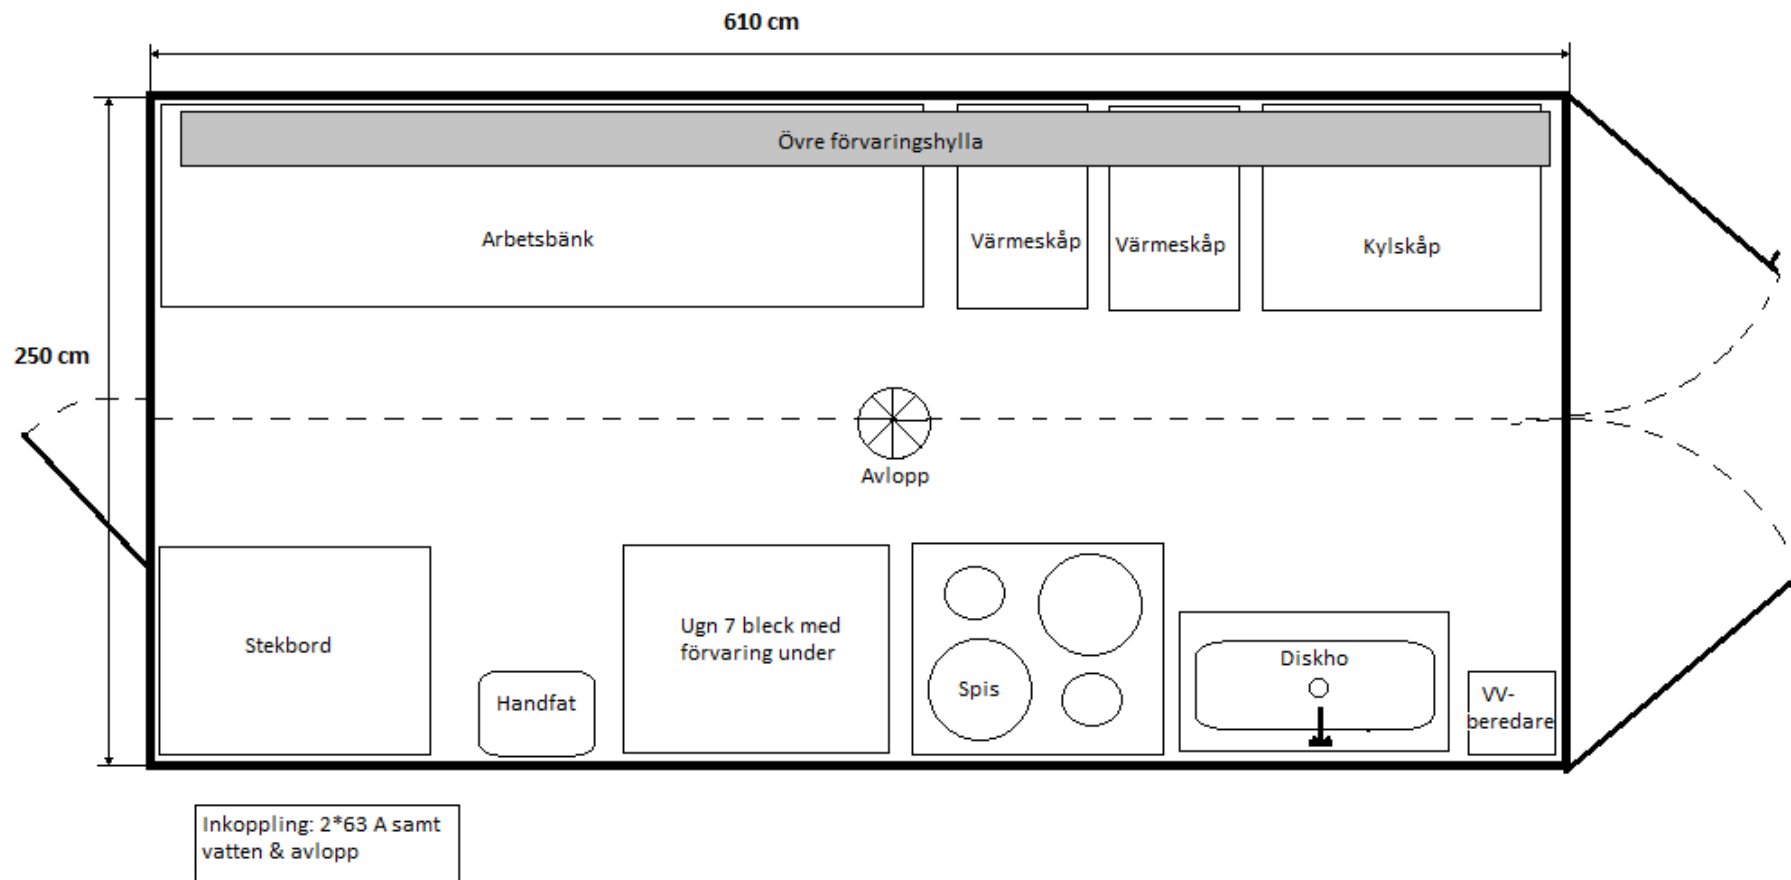 610 cm
Övre förvaringshylla
Arbetsbänk
Värmeskåp
Värmeskåp
Kylskåp
250 cm
Avlopp
Stekbord
Handfat
Ugn 7 bleck med
förvaring under
Spis
Diskho
VV-
beredare
Inkoppling: 2*63 A samt
vatten & avlopp